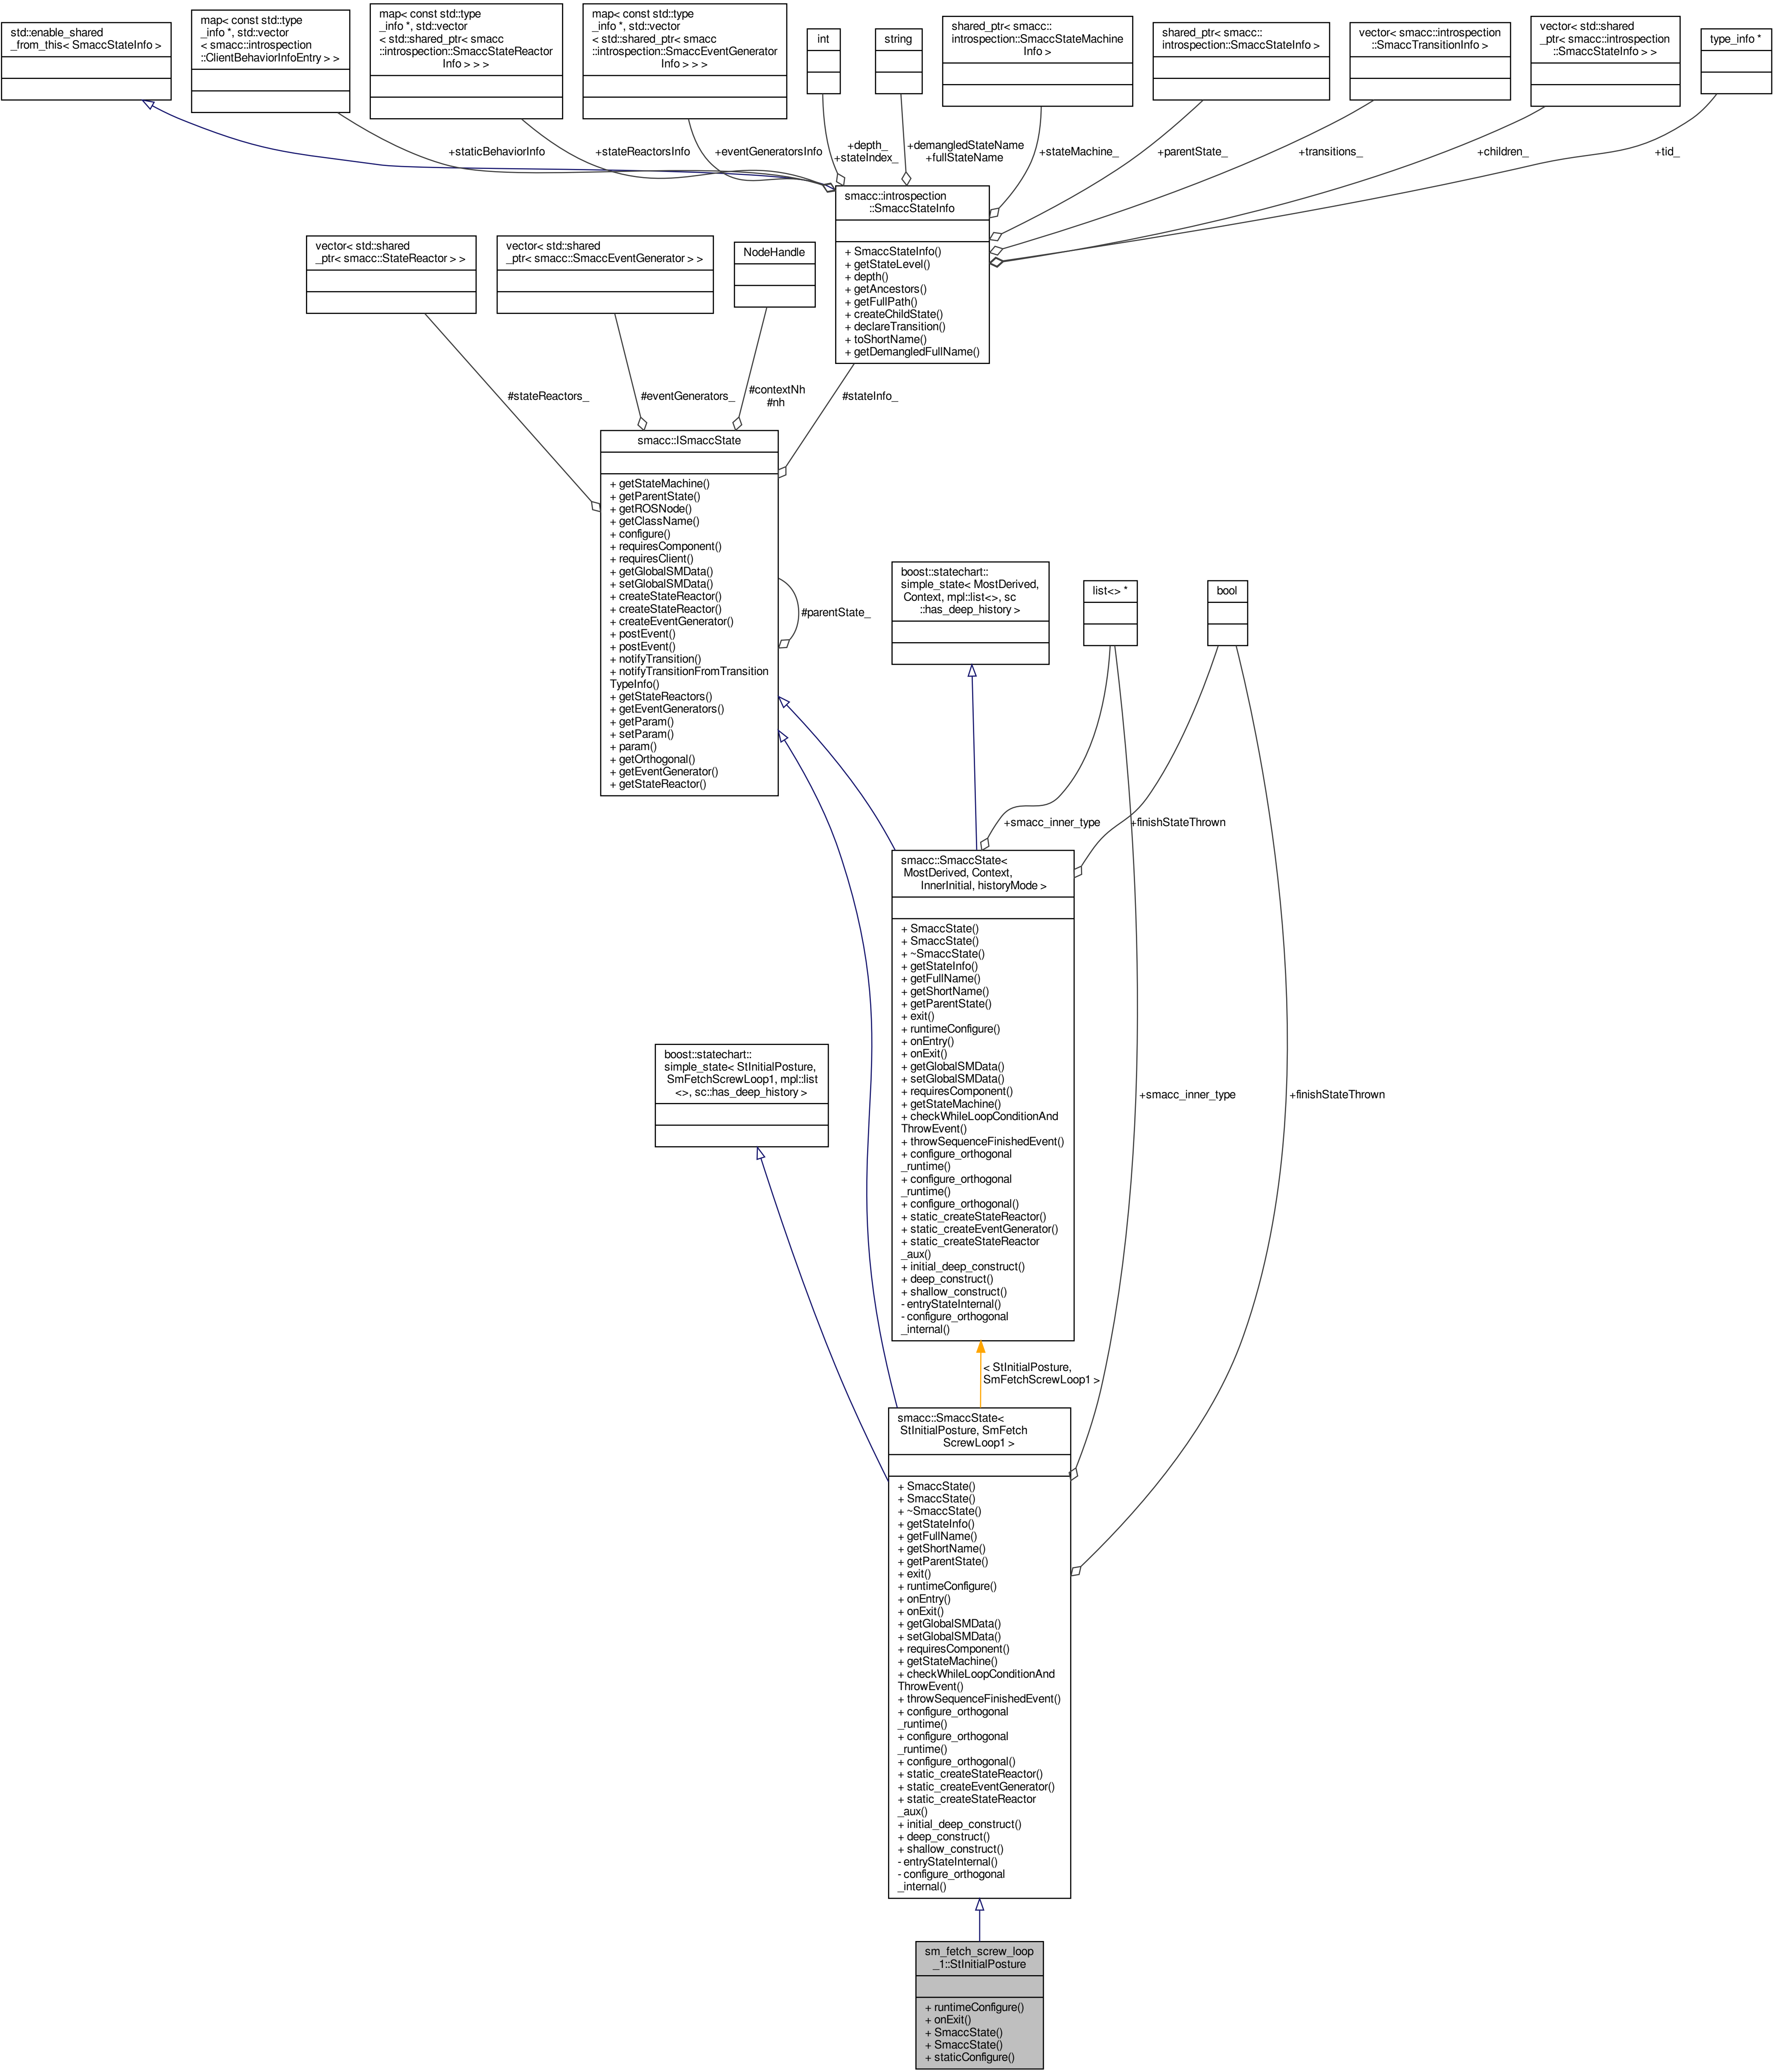 std::enable_shared
_from_this< SmaccStateInfo >
map< const std::type
_info *, std::vector
< smacc::introspection
::ClientBehaviorInfoEntry > >
map< const std::type
_info *, std::vector
< std::shared_ptr< smacc
::introspection::SmaccStateReactor
Info > > >
map< const std::type
_info *, std::vector
< std::shared_ptr< smacc
::introspection::SmaccEventGenerator
Info > > >
int
string
shared_ptr< smacc::
introspection::SmaccStateMachine
Info >
shared_ptr< smacc::
introspection::SmaccStateInfo >
vector< smacc::introspection
::SmaccTransitionInfo >
vector< std::shared
_ptr< smacc::introspection
::SmaccStateInfo > >
type_info *
+staticBehaviorInfo
+stateReactorsInfo
+eventGeneratorsInfo
+depth_
+stateIndex_
+demangledStateName
+fullStateName
+stateMachine_
+parentState_
+transitions_
+children_
+tid_
smacc::introspection
::SmaccStateInfo
+ SmaccStateInfo()
+ getStateLevel()
+ depth()
+ getAncestors()
+ getFullPath()
+ createChildState()
+ declareTransition()
+ toShortName()
+ getDemangledFullName()
vector< std::shared
_ptr< smacc::StateReactor > >
vector< std::shared
_ptr< smacc::SmaccEventGenerator > >
NodeHandle
#stateReactors_
#eventGenerators_
#contextNh
#nh
#stateInfo_
smacc::ISmaccState
+ getStateMachine()
+ getParentState()
+ getROSNode()
+ getClassName()
+ configure()
+ requiresComponent()
+ requiresClient()
+ getGlobalSMData()
+ setGlobalSMData()
+ createStateReactor()
+ createStateReactor()
+ createEventGenerator()
+ postEvent()
+ postEvent()
+ notifyTransition()
+ notifyTransitionFromTransition
TypeInfo()
+ getStateReactors()
+ getEventGenerators()
+ getParam()
+ setParam()
+ param()
+ getOrthogonal()
+ getEventGenerator()
+ getStateReactor()
#parentState_
boost::statechart::
simple_state< MostDerived,
Context, mpl::list<>, sc
::has_deep_history >
list<> *
bool
+smacc_inner_type
+finishStateThrown
smacc::SmaccState<
MostDerived, Context,
InnerInitial, historyMode >
+ SmaccState()
+ SmaccState()
+ ~SmaccState()
+ getStateInfo()
+ getFullName()
+ getShortName()
+ getParentState()
+ exit()
+ runtimeConfigure()
+ onEntry()
+ onExit()
+ getGlobalSMData()
+ setGlobalSMData()
+ requiresComponent()
+ getStateMachine()
+ checkWhileLoopConditionAnd
ThrowEvent()
+ throwSequenceFinishedEvent()
+ configure_orthogonal
_runtime()
+ configure_orthogonal
_runtime()
+ configure_orthogonal()
+ static_createStateReactor()
+ static_createEventGenerator()
+ static_createStateReactor
_aux()
+ initial_deep_construct()
+ deep_construct()
+ shallow_construct()
- entryStateInternal()
- configure_orthogonal
_internal()
boost::statechart::
simple_state< StInitialPosture,
SmFetchScrewLoop1, mpl::list
<>, sc::has_deep_history >
+smacc_inner_type
+finishStateThrown
< StInitialPosture,
SmFetchScrewLoop1 >
smacc::SmaccState<
StInitialPosture, SmFetch
ScrewLoop1 >
+ SmaccState()
+ SmaccState()
+ ~SmaccState()
+ getStateInfo()
+ getFullName()
+ getShortName()
+ getParentState()
+ exit()
+ runtimeConfigure()
+ onEntry()
+ onExit()
+ getGlobalSMData()
+ setGlobalSMData()
+ requiresComponent()
+ getStateMachine()
+ checkWhileLoopConditionAnd
ThrowEvent()
+ throwSequenceFinishedEvent()
+ configure_orthogonal
_runtime()
+ configure_orthogonal
_runtime()
+ configure_orthogonal()
+ static_createStateReactor()
+ static_createEventGenerator()
+ static_createStateReactor
_aux()
+ initial_deep_construct()
+ deep_construct()
+ shallow_construct()
- entryStateInternal()
- configure_orthogonal
_internal()
sm_fetch_screw_loop
_1::StInitialPosture
+ runtimeConfigure()
+ onExit()
+ SmaccState()
+ SmaccState()
+ staticConfigure()